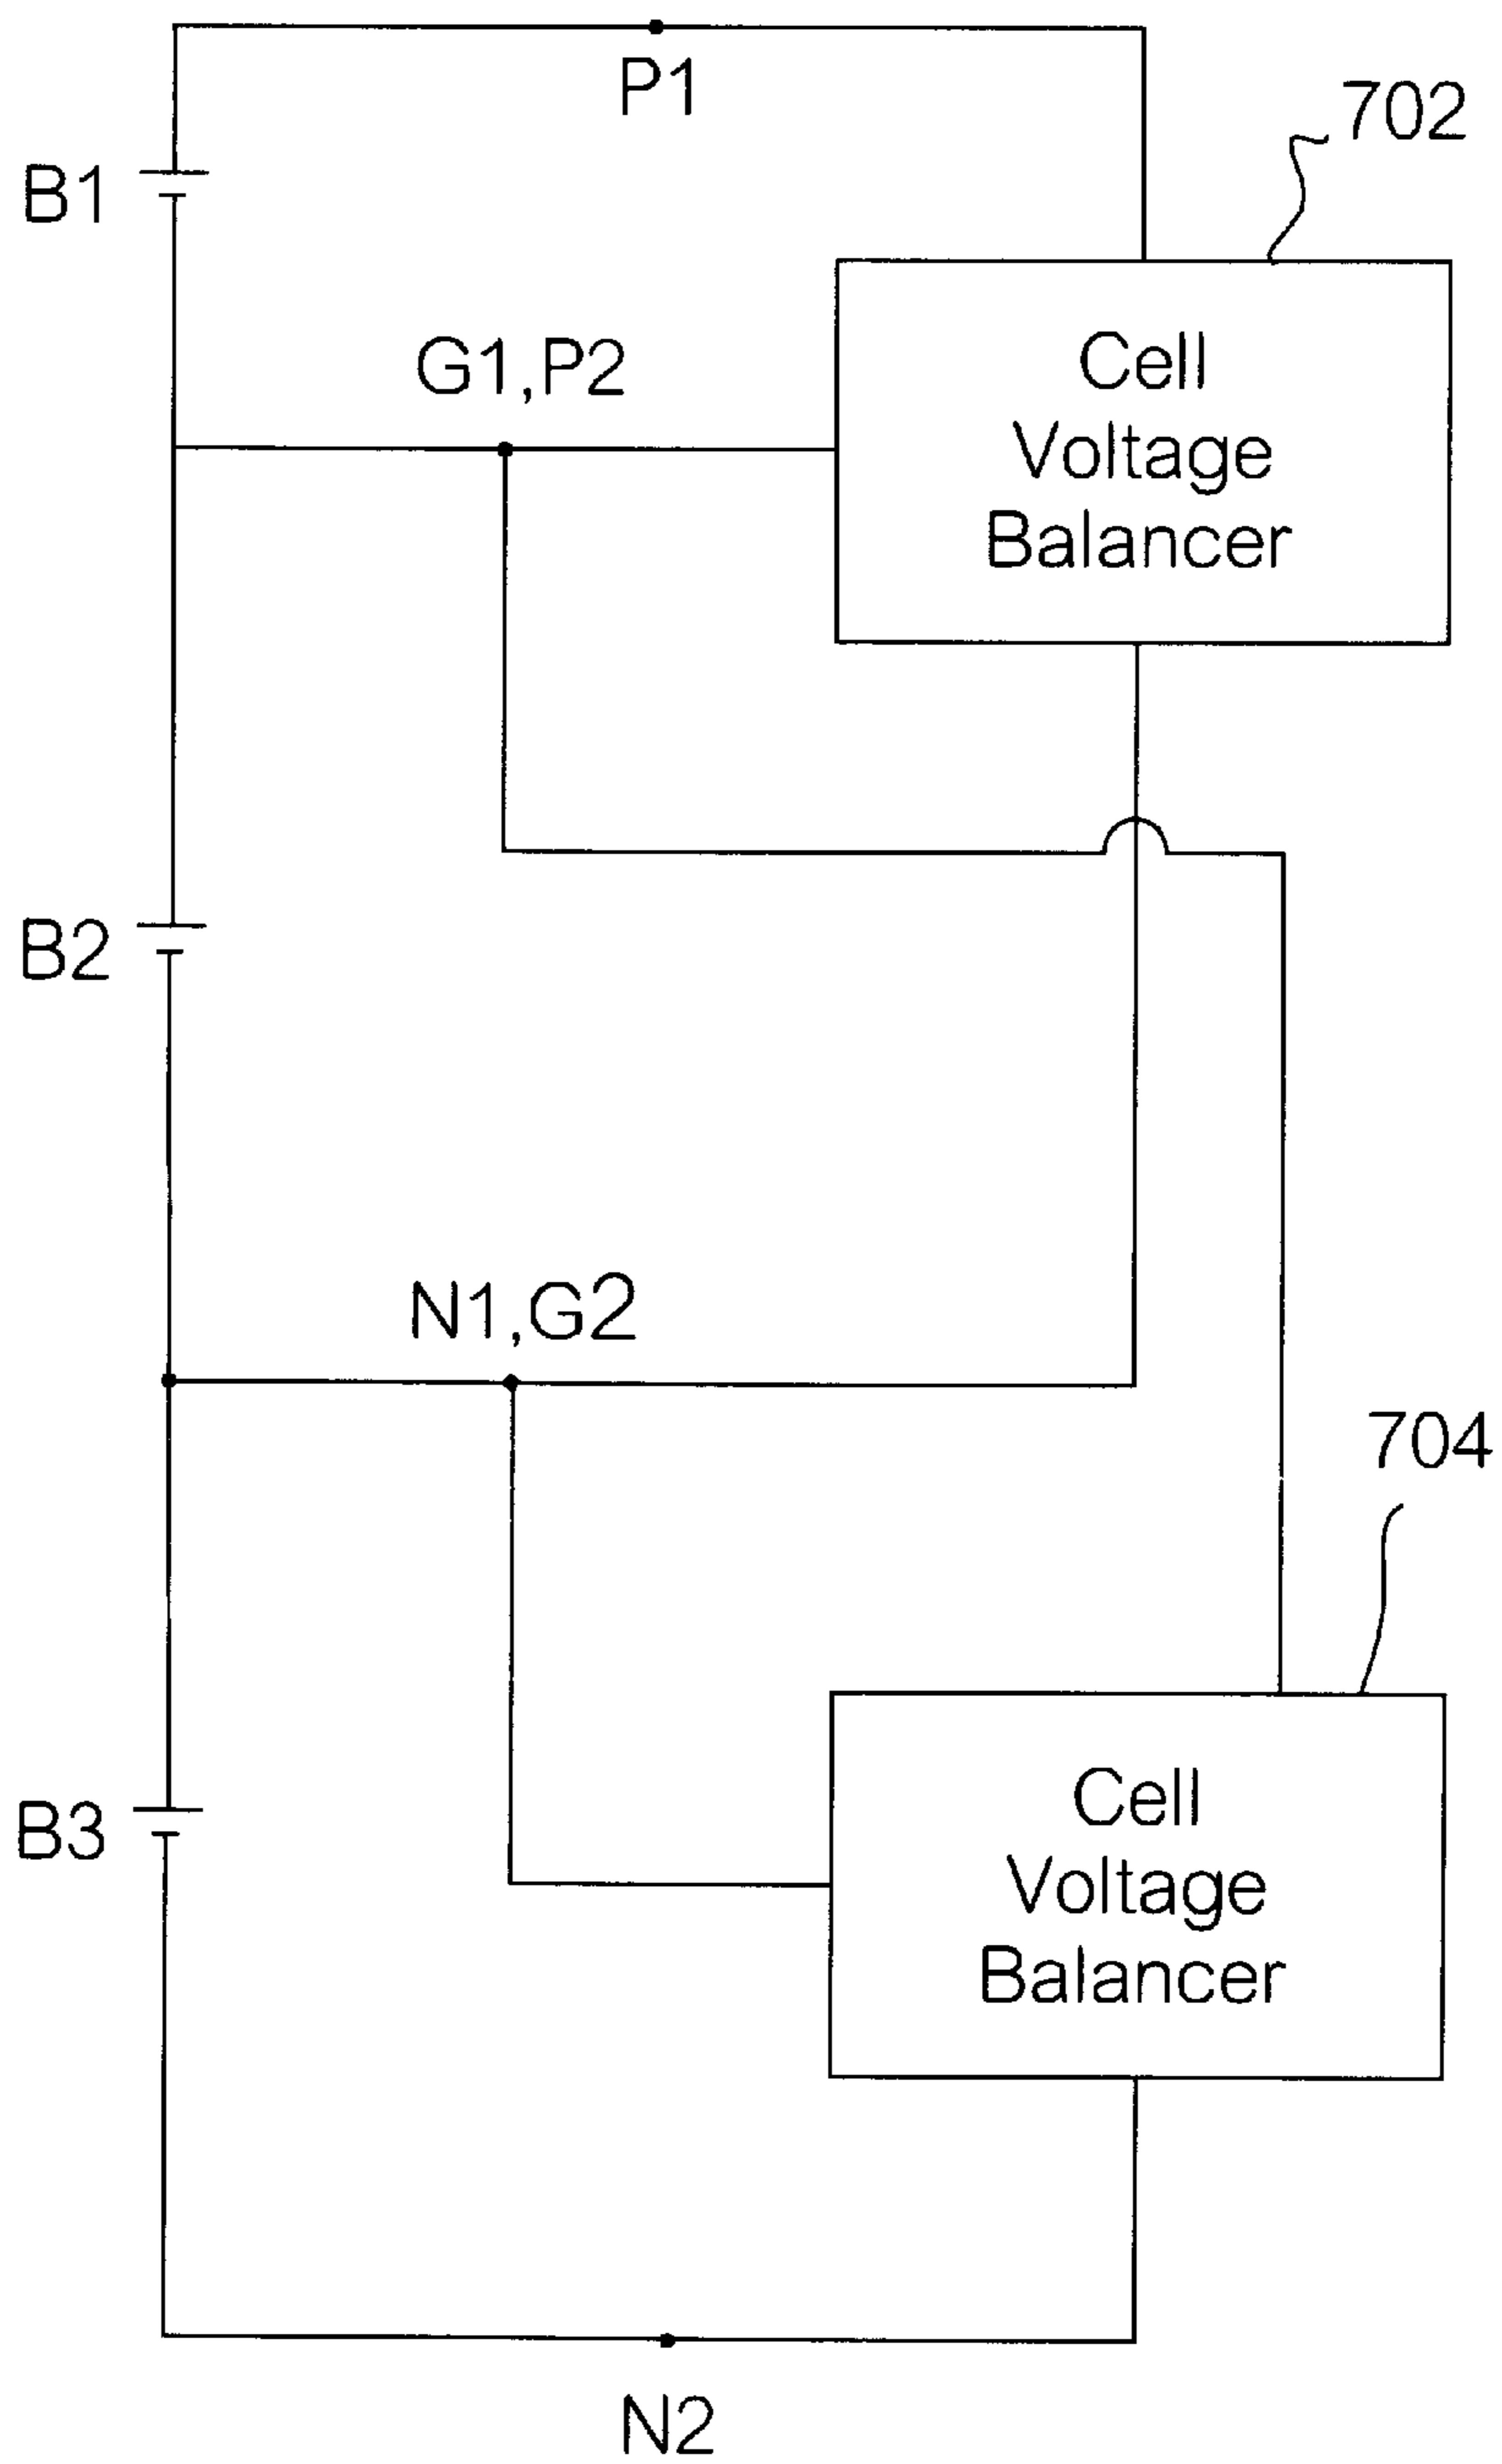 P1
702
B1
G1,P2
Cell
Voltage
Balancer
B2
N1,G2
704
B3
Cell
Voltage
Balancer
N2